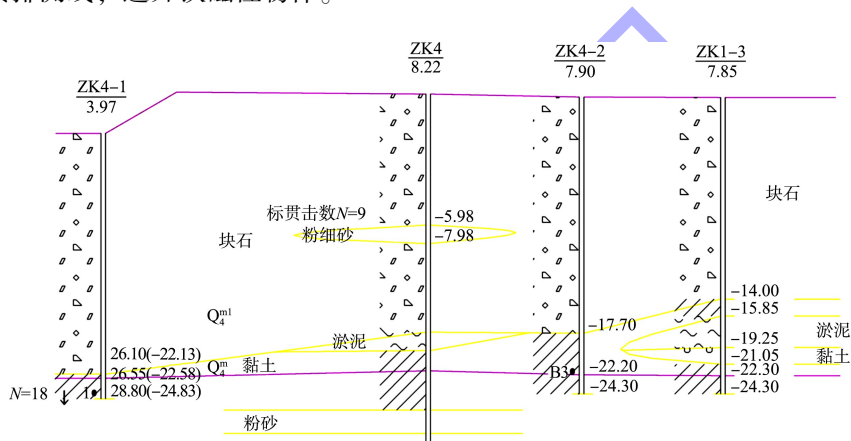 ZK4-1
3.97
ZK4
8.22
ZK4-2
7.90
ZK1-3
7.85
块石
标贯击数N=9
粉细砂
-5.98
-7.98
块石
-14.00
-15.85
-17.70
-19.25
-21.05
-22.30
-24.30
淤泥
黏土
Q₄ᵐˡ
淤泥
26.10(-22.13)
Q₄ᵐ
黏土
26.55(-22.58)
28.80(-24.83)
N=18
B3
-22.20
-24.30
粉砂